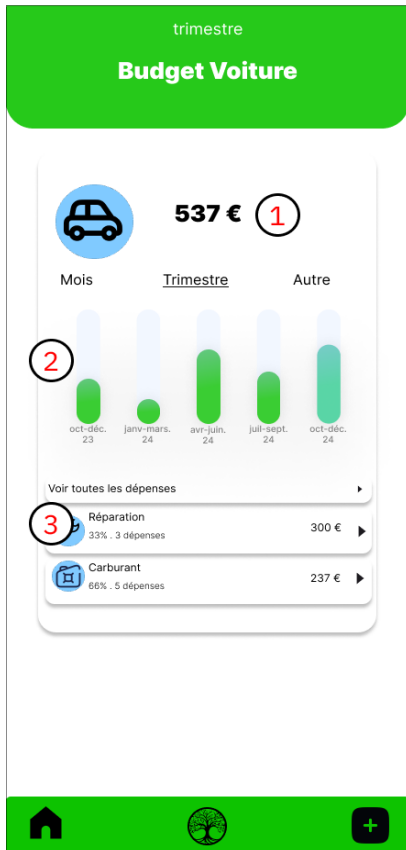 trimestre
Budget Voiture
537 €
1
Mois Trimestre Autre
2
oct-déc. janv-mars. avr-juin. juil-sept. oct-déc.
23 24 24 24 24
Voir toutes les dépenses
3
Réparation
300 €
33% . 3 dépenses
Carburant
237 €
66% . 5 dépenses
+